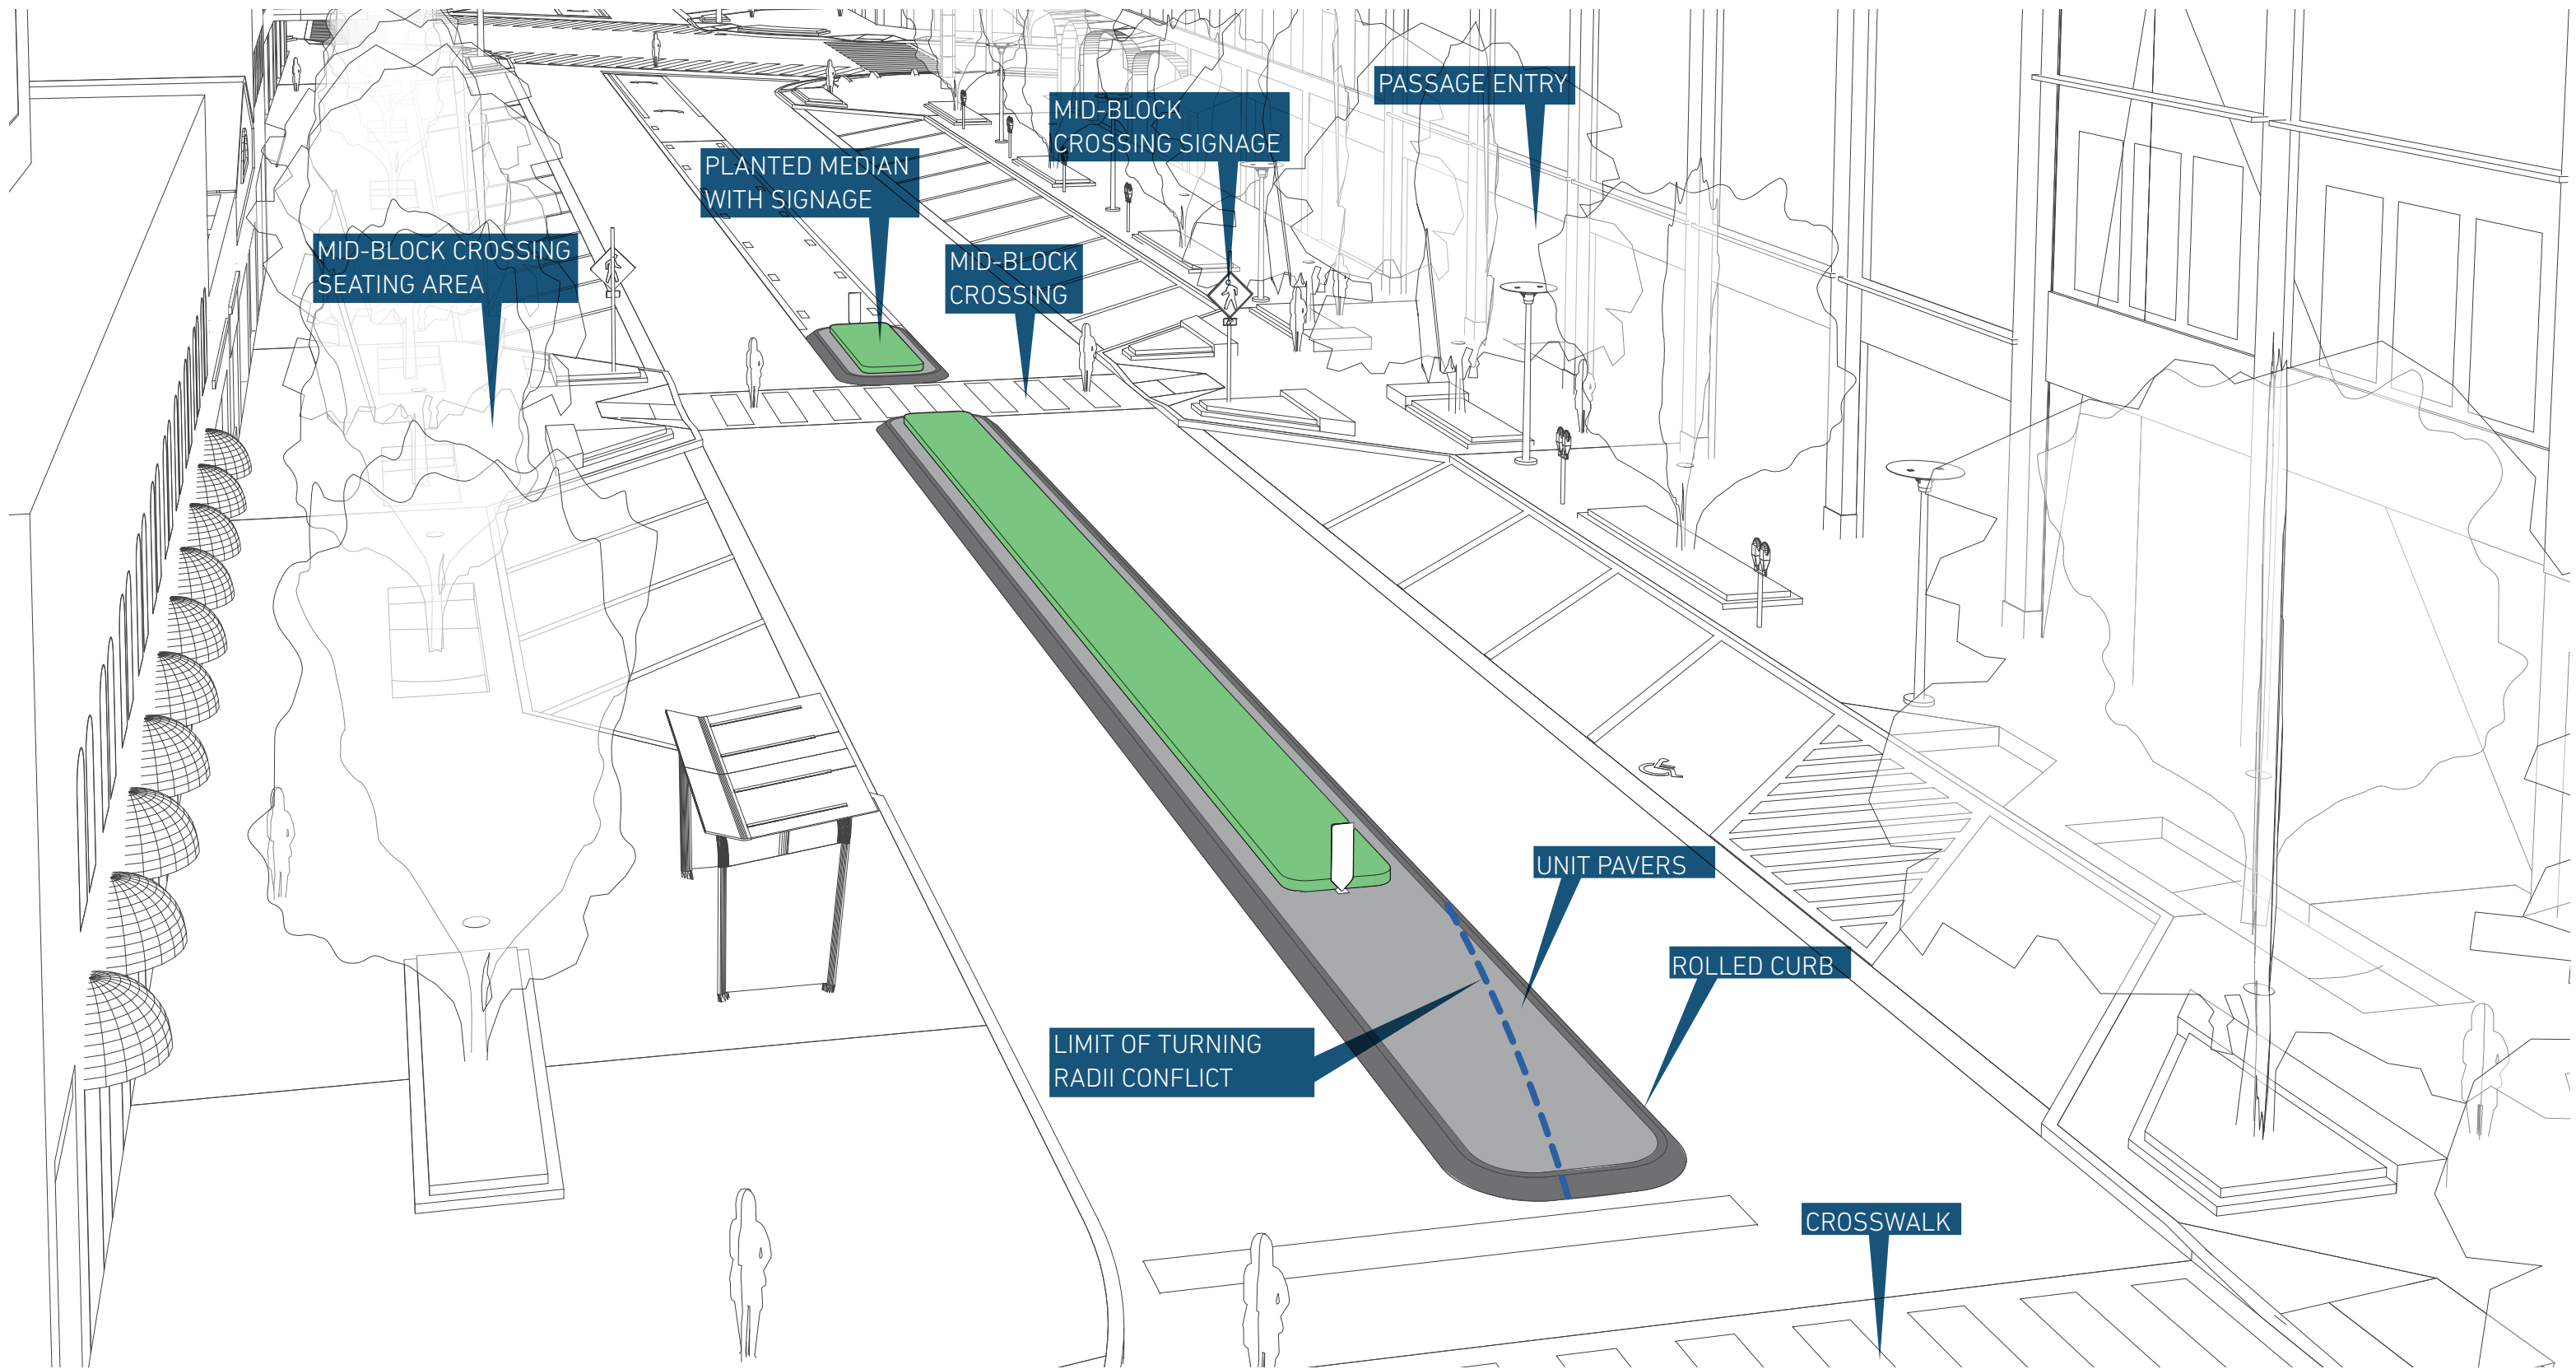 PASSAGE ENTRY
MID-BLOCK
CROSSING SIGNAGE
PLANTED MEDIAN
WITH SIGNAGE
MID-BLOCK CROSSING
SEATING AREA
MID-BLOCK
CROSSING
UNIT PAVERS
ROLLED CURB
LIMIT OF TURNING
RADII CONFLICT
CROSSWALK